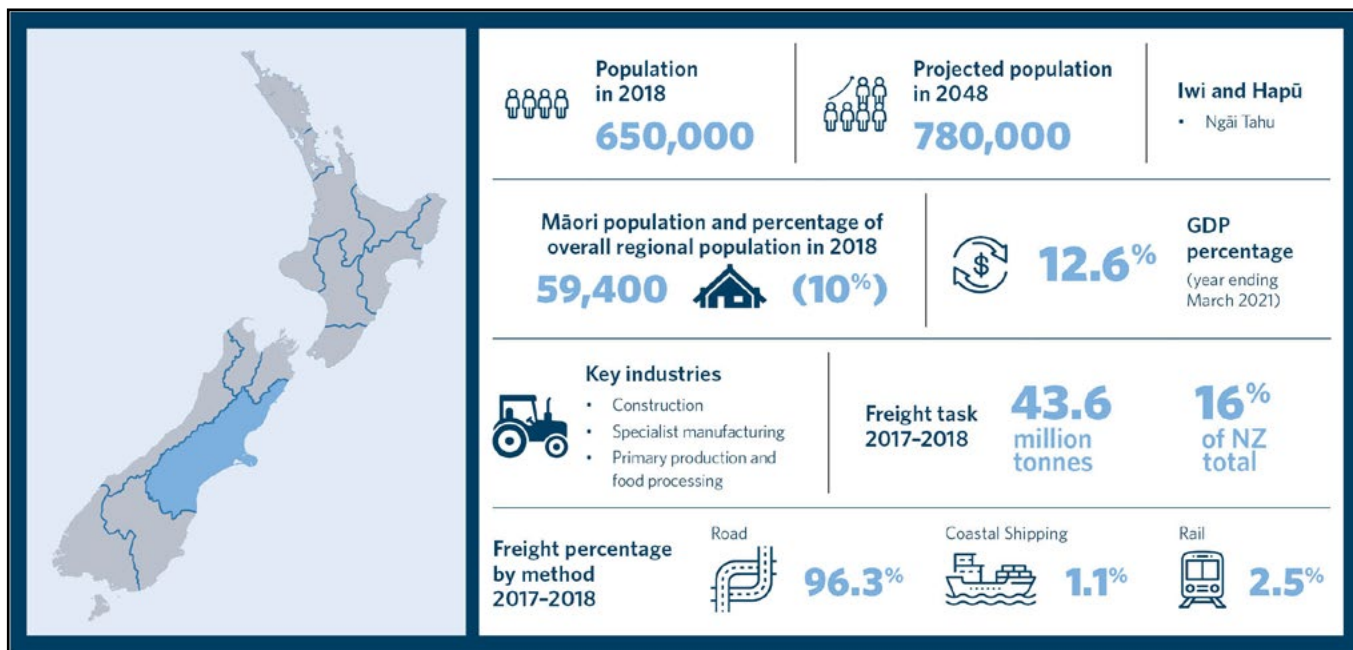 Population
in 2018
650,000
Projected population
in 2048
780,000
Iwi and Hapū
• Ngāi Tahu
Māori population and percentage of
overall regional population in 2018
59,400 (10%)
$
12.6%
GDP
percentage
(year ending
March 2021)
Key industries
• Construction
• Specialist manufacturing
• Primary production and
food processing
Freight task
2017–2018
43.6
million
tonnes
16%
of NZ
total
Freight percentage
by method
2017–2018
Road
96.3%
Coastal Shipping
1.1%
Rail
2.5%